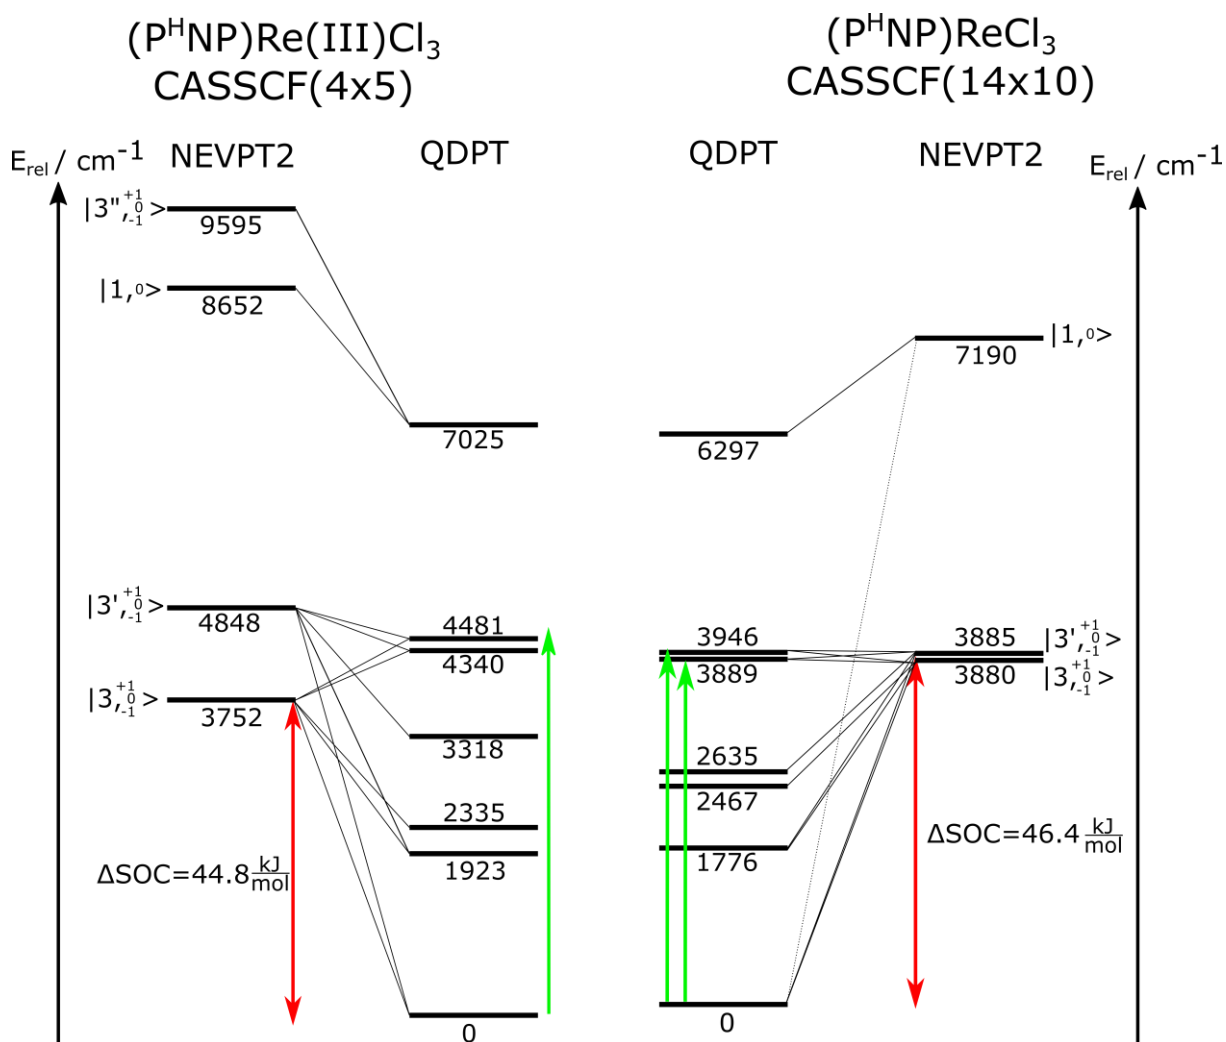 (PᴴNP)Re(III)Cl₃
CASSCF(4x5)
(PᴴNP)ReCl₃
CASSCF(14x10)
E_rel / cm⁻¹
NEVPT2
QDPT
QDPT
NEVPT2
E_rel / cm⁻¹
|3'',⁺¹ ⁰ ₋₁>
9595
|1,⁰>
8652
7025
6297
7190
|1,⁰>
|3',⁺¹ ⁰ ₋₁>
4848
4481
4340
3946
3889
3885
|3',⁺¹ ⁰ ₋₁>
3880
|3,⁺¹ ⁰ ₋₁>
|3,⁺¹ ⁰ ₋₁>
3752
3318
2635
2467
2335
1923
1776
ΔSOC=44.8 kJ/mol
ΔSOC=46.4 kJ/mol
0
0